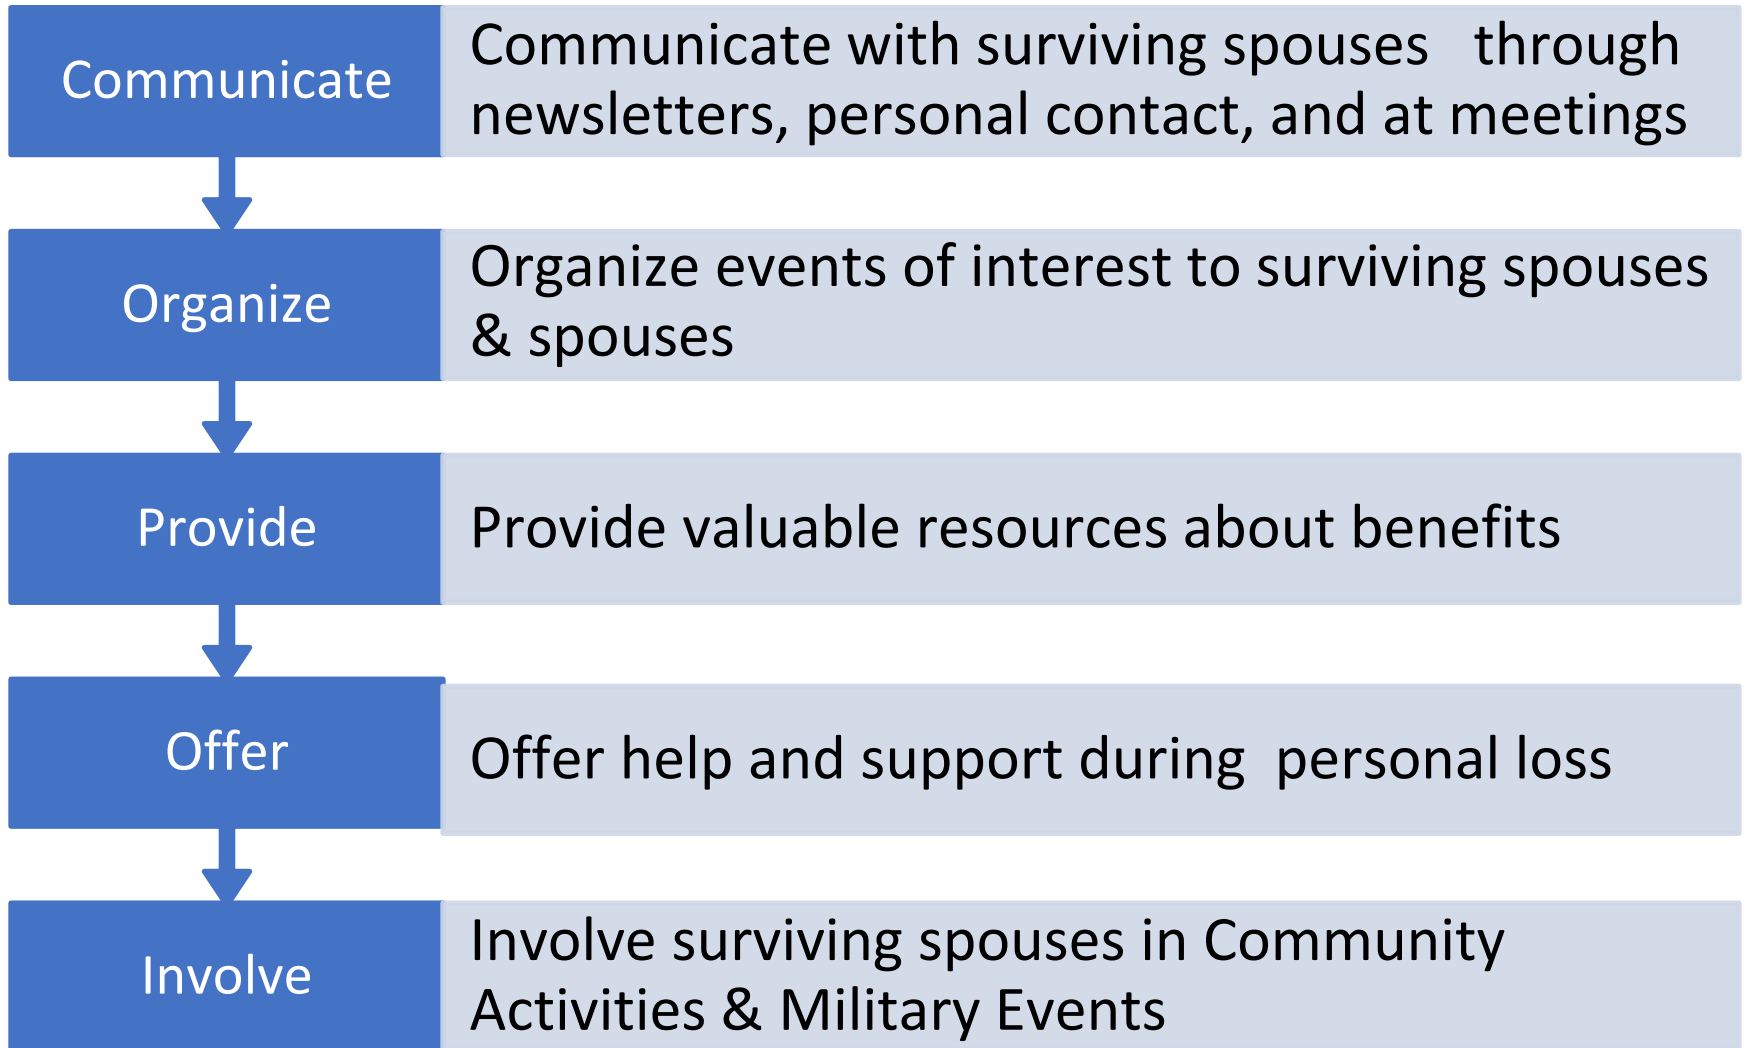 Communicate
Communicate with surviving spouses   through
newsletters, personal contact, and at meetings
Organize
Organize events of interest to surviving spouses
& spouses
Provide
Provide valuable resources about benefits
Offer
Offer help and support during  personal loss
Involve
Involve surviving spouses in Community
Activities & Military Events